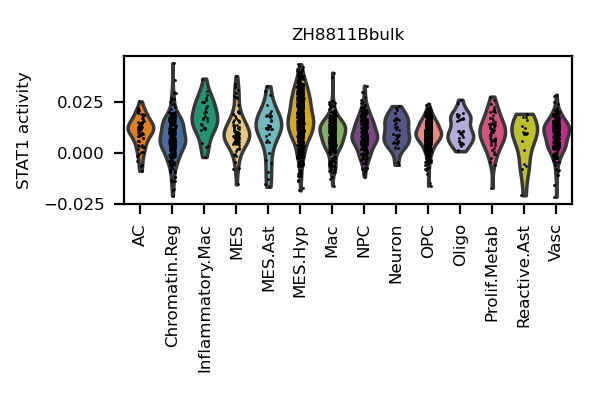 ZH8811Bbulk
STAT1 activity
0.025
0.000
−0.025
AC
Chromatin.Reg
Inflammatory.Mac
MES
MES.Ast
MES.Hyp
Mac
NPC
Neuron
OPC
Oligo
Prolif.Metab
Reactive.Ast
Vasc